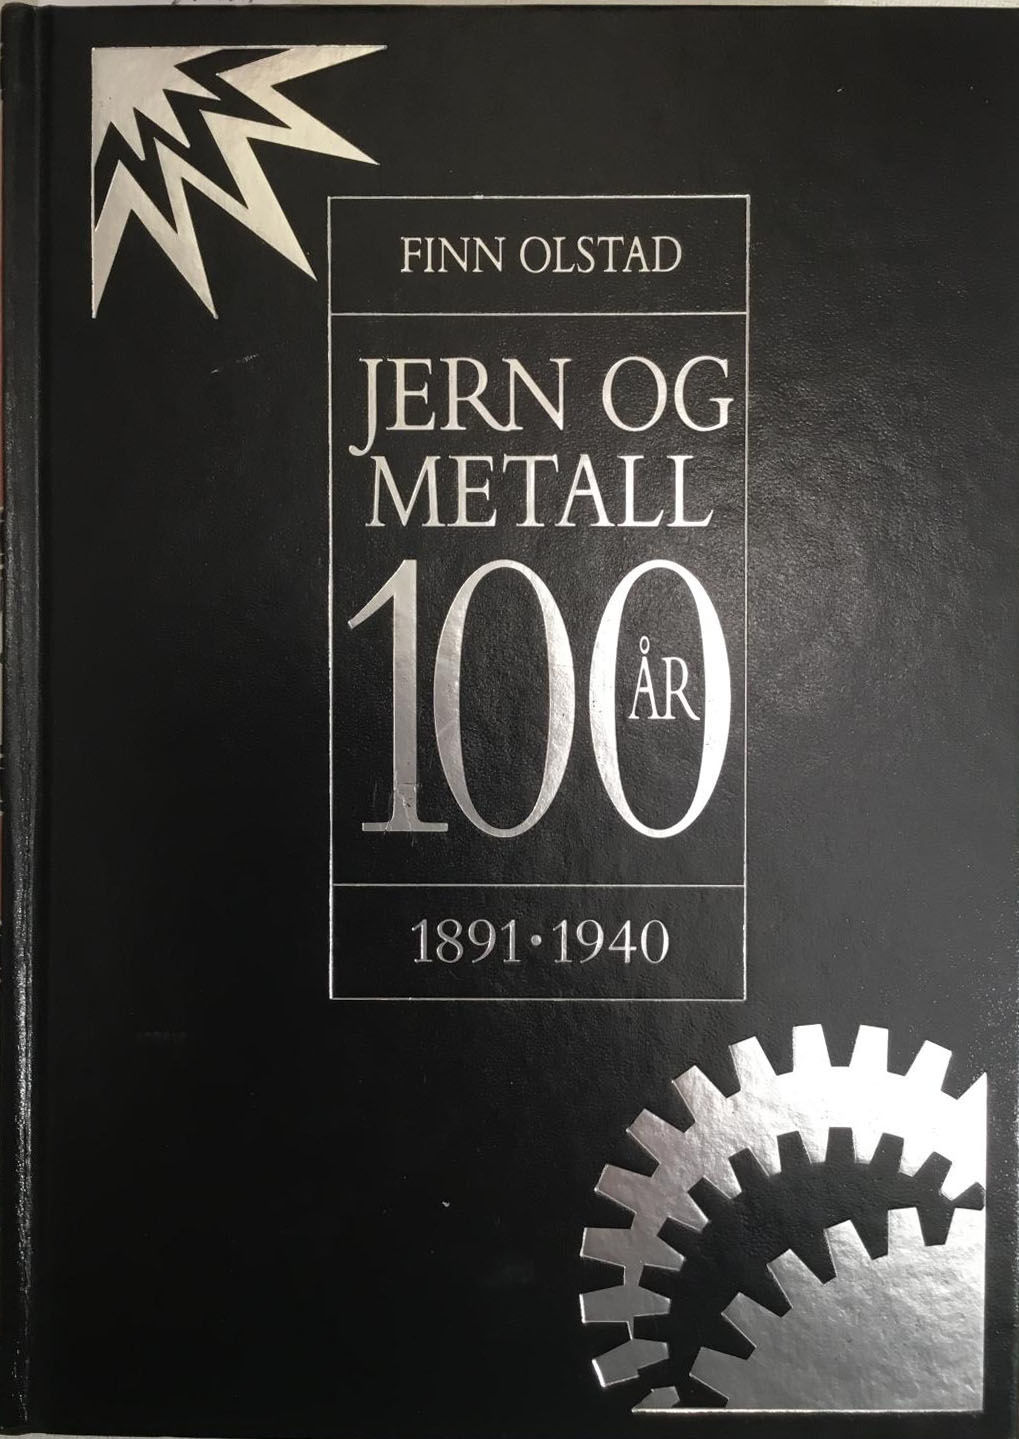 FINN OLSTAD
JERN OG
METALL
100
ÅR
1891 • 1940